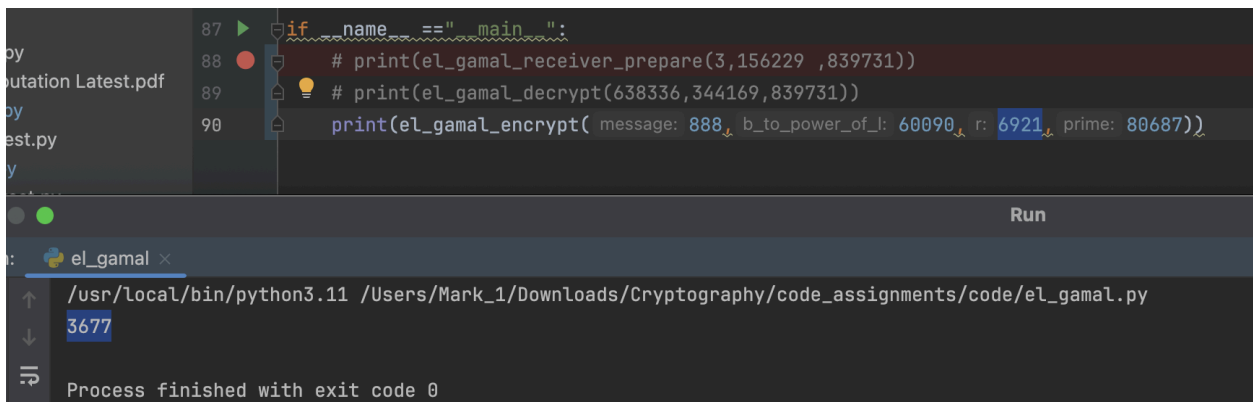 87 if __name__ =="__main__":
py
88 # print(el_gamal_receiver_prepare(3,156229 ,839731))
utation Latest.pdf
89 # print(el_gamal_decrypt(638336,344169,839731))
py
90 print(el_gamal_encrypt( message: 888, b_to_power_of_l: 60090, r: 6921, prime: 80687))
est.py
y
Run
el_gamal ×
/usr/local/bin/python3.11 /Users/Mark_1/Downloads/Cryptography/code_assignments/code/el_gamal.py
3677
Process finished with exit code 0